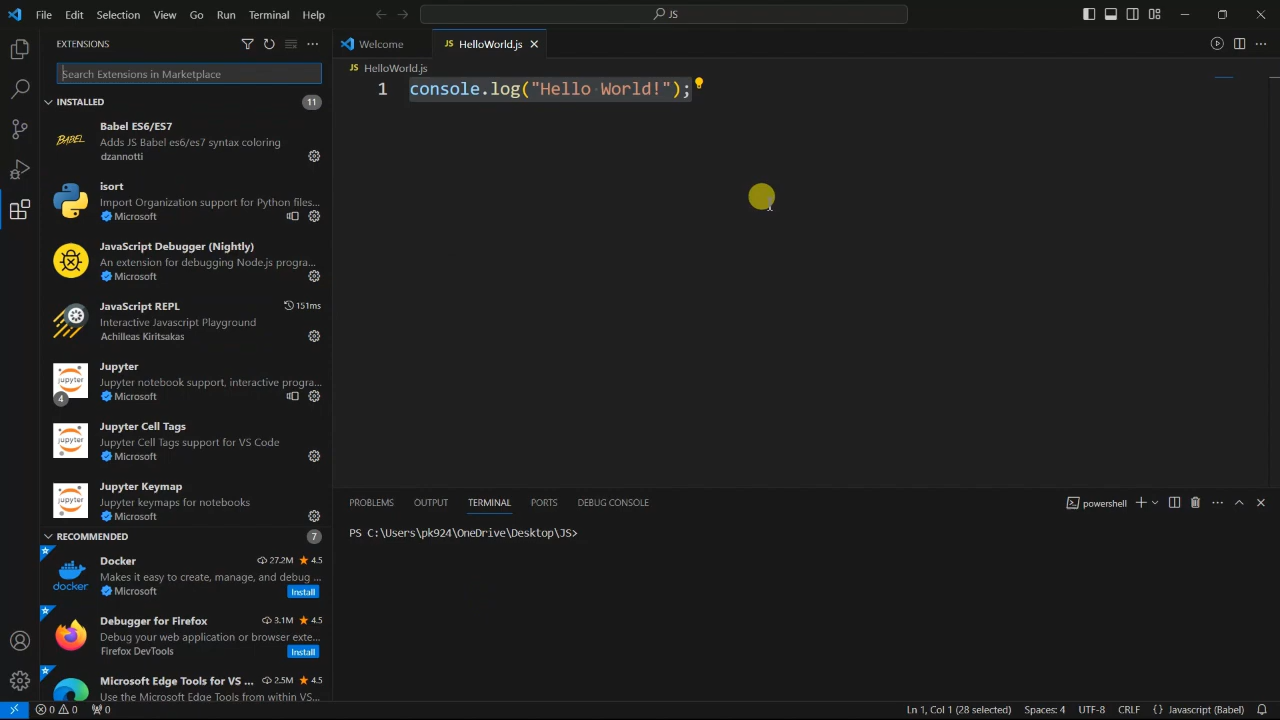 File Edit Selection View Go Run Terminal Help
JS
EXTENSIONS
Search Extensions in Marketplace
INSTALLED 11
BABEL
Babel ES6/ES7
Adds JS Babel es6/es7 syntax coloring
dzannotti
isort
Import Organization support for Python files...
Microsoft
JavaScript Debugger (Nightly)
An extension for debugging Node.js progra...
Microsoft
JavaScript REPL 151ms
Interactive Javascript Playground
Achilleas Kiritsakas
jupyter
4
Jupyter
Jupyter notebook support, interactive progra...
Microsoft
jupyter
Jupyter Cell Tags
Jupyter Cell Tags support for VS Code
Microsoft
jupyter
Jupyter Keymap
Jupyter keymaps for notebooks
Microsoft
RECOMMENDED 7
docker
Docker 27.2M 4.5
Makes it easy to create, manage, and debug ...
Microsoft Install
Debugger for Firefox 3.1M 4.5
Debug your web application or browser exte...
Firefox DevTools Install
Microsoft Edge Tools for VS ... 2.5M 4.5
Use the Microsoft Edge Tools from within VS...
Welcome JS HelloWorld.js
JS HelloWorld.js
1 console.log("Hello World!");
PROBLEMS OUTPUT TERMINAL PORTS DEBUG CONSOLE powershell
PS C:\Users\pk924\OneDrive\Desktop\JS>
0 0 0 Ln 1, Col 1 (28 selected) Spaces: 4 UTF-8 CRLF {} Javascript (Babel)